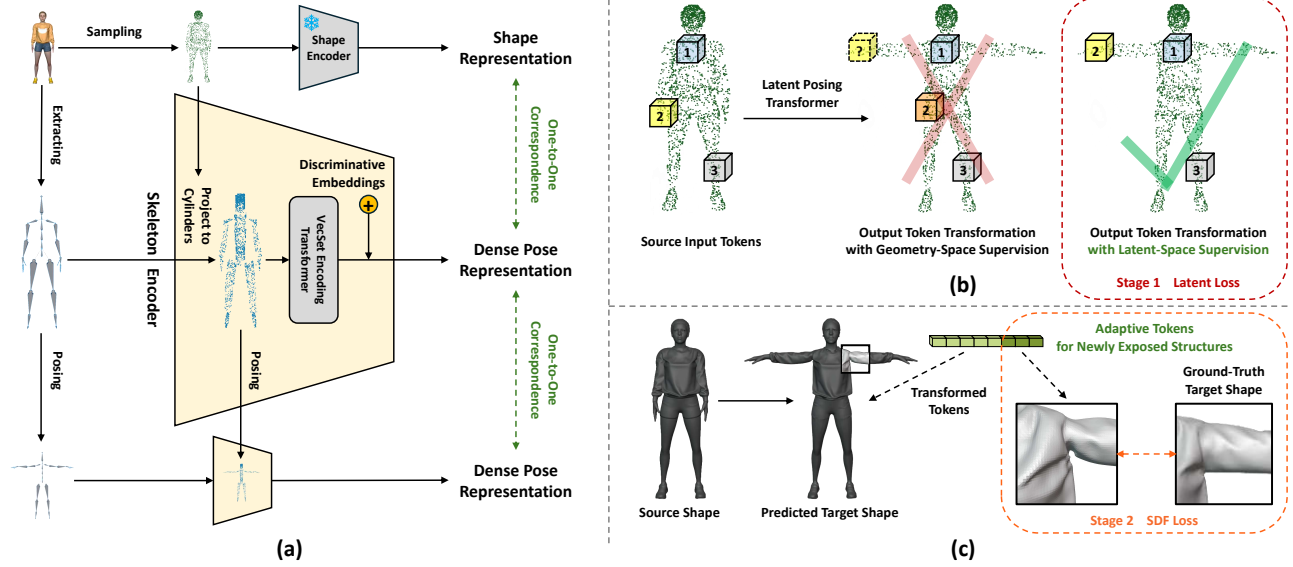 Sampling
Shape
Encoder
Shape
Representation
Extracting
Project to
Cylinders
Discriminative
Embeddings
+
VecSet Encoding
Transformer
Skeleton Encoder
One-to-One
Correspondence
Dense Pose
Representation
Posing
Posing
One-to-One
Correspondence
Dense Pose
Representation
(a)
1
2
3
Source Input Tokens
Latent Posing
Transformer
?
1
2
3
Output Token Transformation
with Geometry-Space Supervision
2
1
3
Output Token Transformation
with Latent-Space Supervision
Stage 1 Latent Loss
(b)
Source Shape
Predicted Target Shape
Transformed
Tokens
Adaptive Tokens
for Newly Exposed Structures
Ground-Truth
Target Shape
Stage 2 SDF Loss
(c)